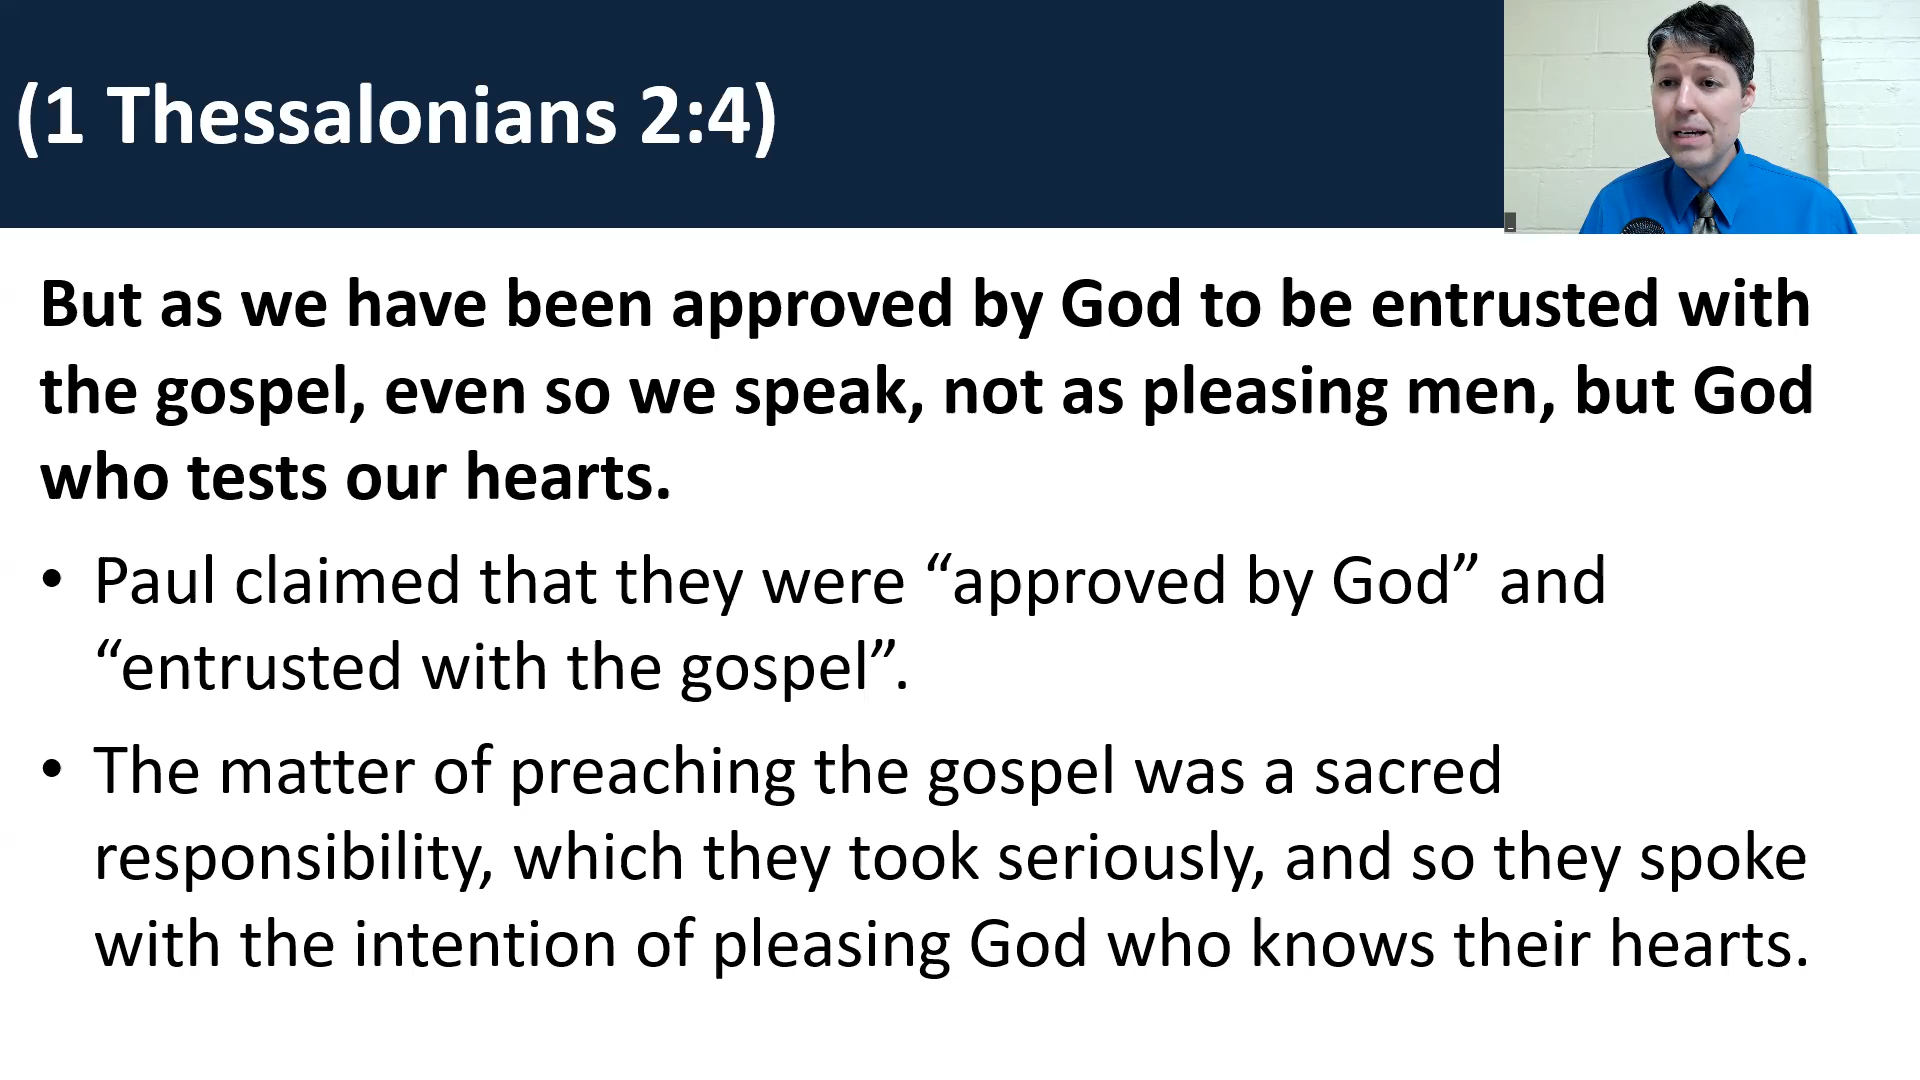 (1 Thessalonians 2:4)
But as we have been approved by God to be entrusted with
the gospel, even so we speak, not as pleasing men, but God
who tests our hearts.
• Paul claimed that they were “approved by God” and
“entrusted with the gospel”.
• The matter of preaching the gospel was a sacred
responsibility, which they took seriously, and so they spoke
with the intention of pleasing God who knows their hearts.